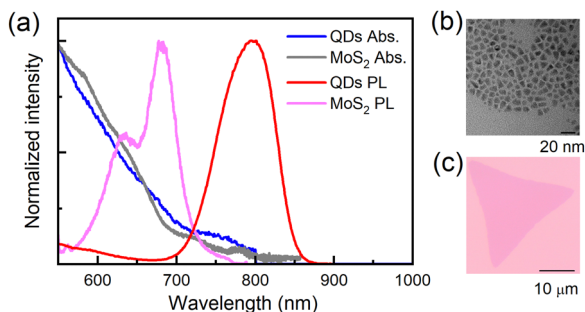 (a)
QDs Abs.
MoS₂ Abs.
QDs PL
MoS₂ PL
Normalized intensity
600 700 800 900 1000
Wavelength (nm)
(b)
20 nm
(c)
10 μm